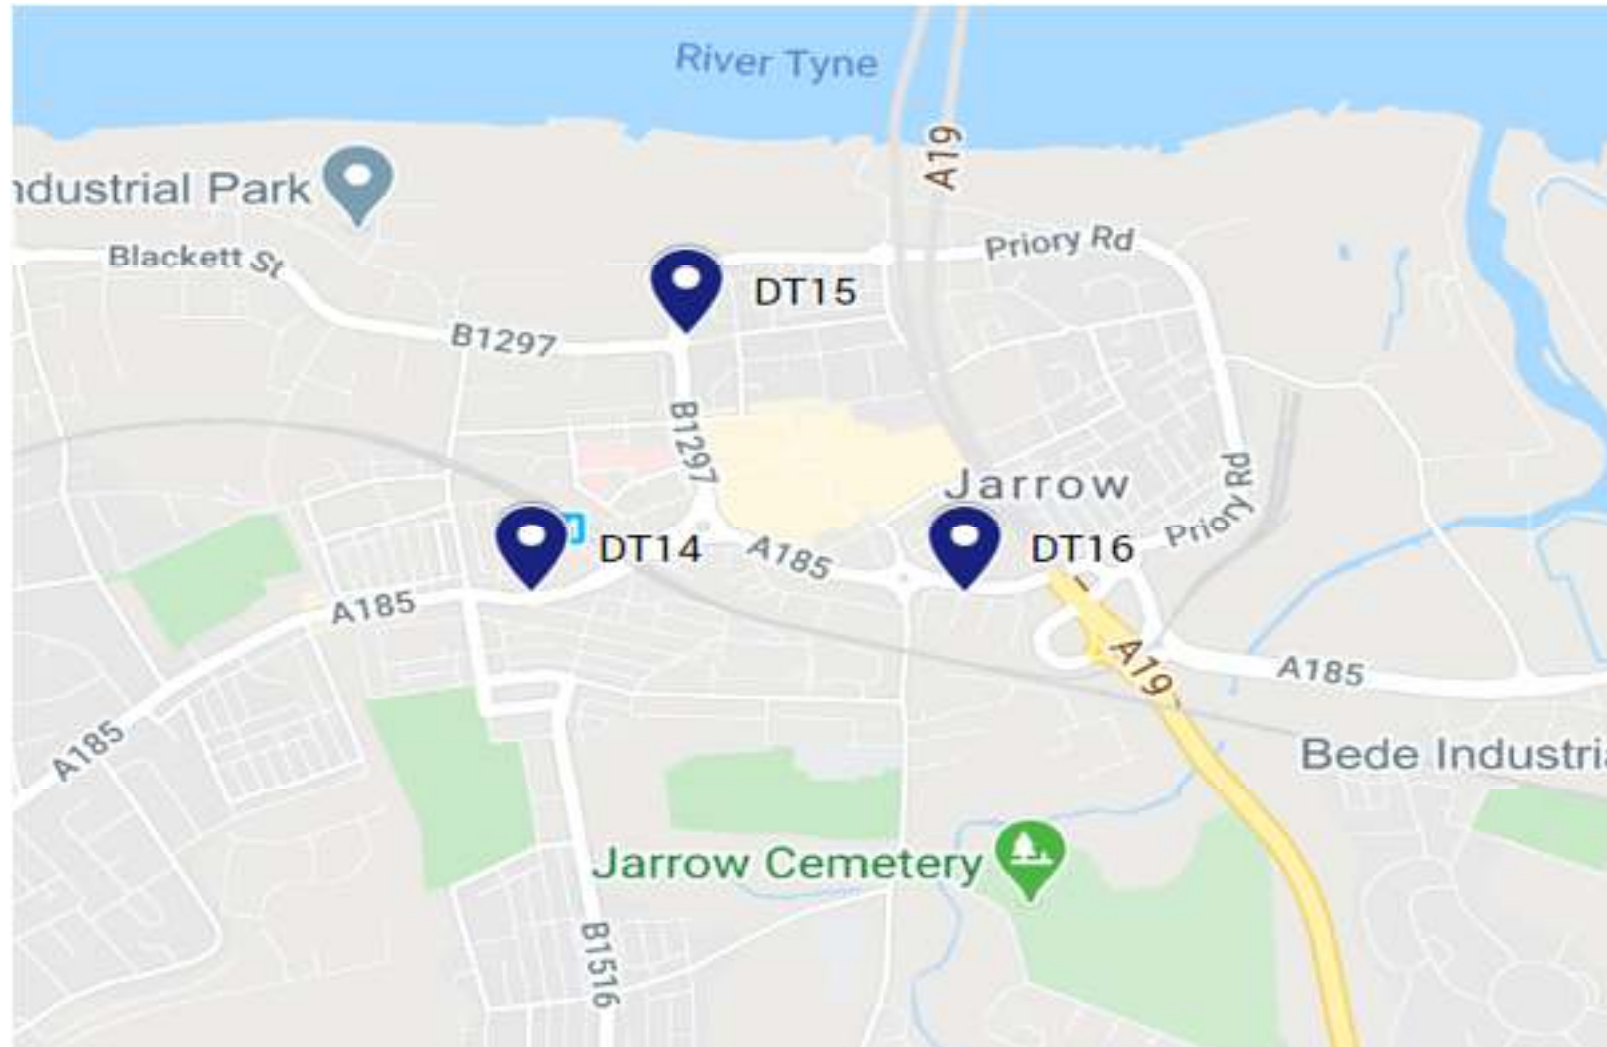 River Tyne
A19
ndustrial Park
Priory Rd
Blackett St
DT15
B1297
B1297
Jarrow
Priory Rd
DT14
A185
DT16
A185
A19
A185
A185
Bede Industri
Jarrow Cemetery
B1516